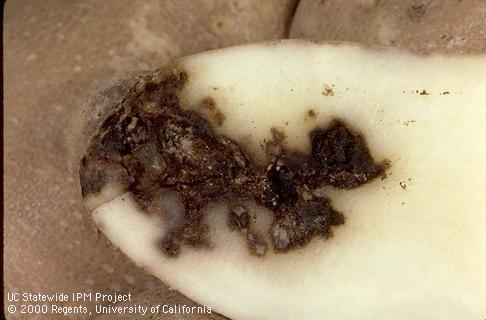 UC Statewide IPM Project
© 2000 Regents, University of California